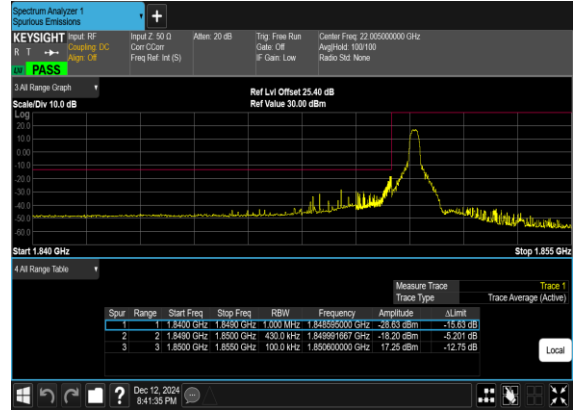 Spectrum Analyzer 1
Spurious Emissions
KEYSIGHT Input: RF Input Z: 50 Ω Atten: 20 dB Trig: Free Run Center Freq: 22.005000000 GHz
R T Coupling: DC Corr CCorr Gate: Off Avg|Hold: 100/100
Align: Off Freq Ref: Int (S) IF Gain: Low Radio Std: None
PASS
3 All Range Graph
Ref Lvl Offset 25.40 dB
Scale/Div 10.0 dB Ref Value 30.00 dBm
Log
20.0
10.0
0.00
-10.0
-20.0
-30.0
-40.0
-50.0
-60.0
Start 1.840 GHz Stop 1.855 GHz
4 All Range Table
Measure Trace Trace 1
Trace Type Trace Average (Active)
Spur Range Start Freq Stop Freq RBW Frequency Amplitude ΔLimit
1 1 1.8400 GHz 1.8490 GHz 1.000 MHz 1.848595000 GHz -28.63 dBm -15.63 dB
2 2 1.8490 GHz 1.8500 GHz 430.0 kHz 1.849991667 GHz -18.20 dBm -5.201 dB
3 3 1.8500 GHz 1.8550 GHz 100.0 kHz 1.850600000 GHz 17.25 dBm -12.75 dB
Local
? Dec 12, 2024
8:41:35 PM